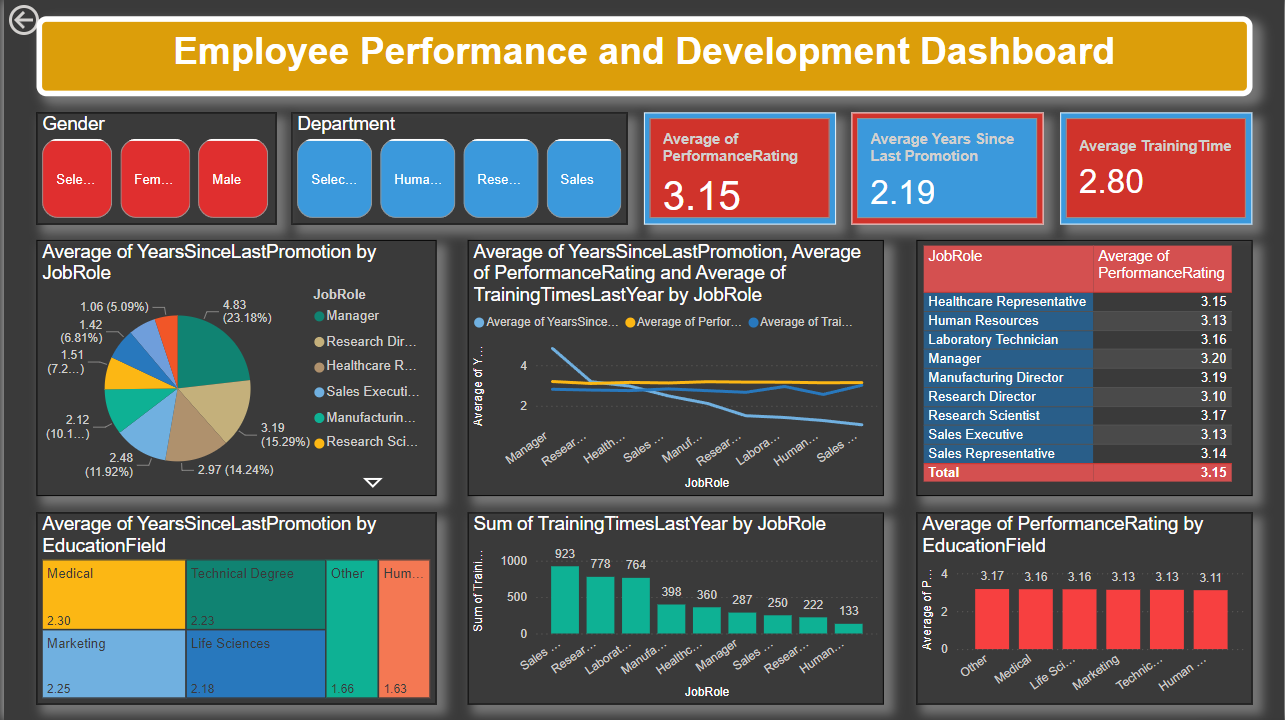 Employee Performance and Development Dashboard
Gender
Sele...
Fem...
Male
Department
Selec...
Huma...
Rese...
Sales
Average of
PerformanceRating
3.15
Average Years Since
Last Promotion
2.19
Average TrainingTime
2.80
Average of YearsSinceLastPromotion by
JobRole
1.06 (5.09%)
1.42
(6.81%)
1.51
(7.2...)
2.12
(10.1...)
2.48
(11.92%)
2.97 (14.24%)
3.19
(15.29%)
4.83
(23.18%)
JobRole
Manager
Research Dir...
Healthcare R...
Sales Executi...
Manufacturin...
Research Sci...
Average of YearsSinceLastPromotion, Average
of PerformanceRating and Average of
TrainingTimesLastYear by JobRole
Average of YearsSince... Average of Perfor... Average of Trai...
Average of Y...
4
2
Manager
Resear...
Health...
Sales ...
Manuf...
Resear...
Labora...
Human...
Sales ...
JobRole
JobRole Average of
PerformanceRating
Healthcare Representative 3.15
Human Resources 3.13
Laboratory Technician 3.16
Manager 3.20
Manufacturing Director 3.19
Research Director 3.10
Research Scientist 3.17
Sales Executive 3.13
Sales Representative 3.14
Total 3.15
Average of YearsSinceLastPromotion by
EducationField
Medical
2.30
Technical Degree
2.23
Other
1.66
Hum...
1.63
Marketing
2.25
Life Sciences
2.18
Sum of TrainingTimesLastYear by JobRole
Sum of Traini...
1000
500
0
923
778
764
398
360
287
250
222
133
Sales ...
Resear...
Laborat...
Manufa...
Healthc...
Manager
Sales ...
Resear...
Human...
JobRole
Average of PerformanceRating by
EducationField
Average of P...
4
2
0
3.17
3.16
3.16
3.13
3.13
3.11
Other
Medical
Life Sci...
Marketing
Technic...
Human ...